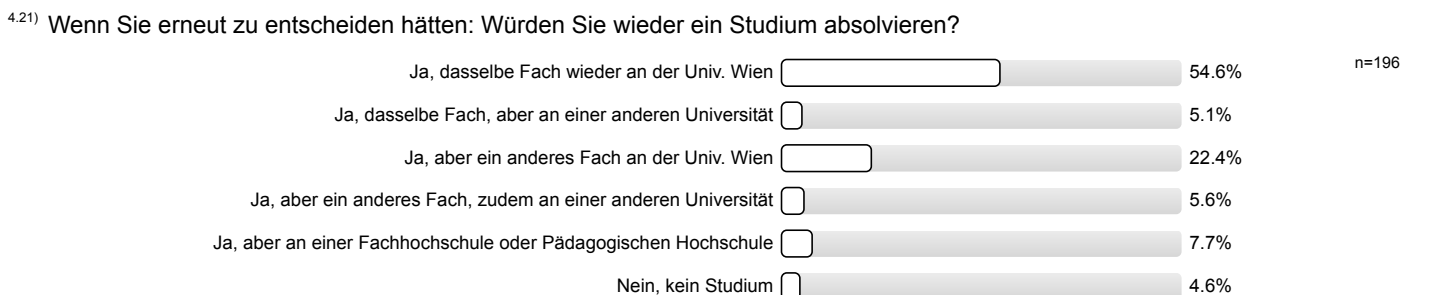 4.21) Wenn Sie erneut zu entscheiden hätten: Würden Sie wieder ein Studium absolvieren?
n=196
Ja, dasselbe Fach wieder an der Univ. Wien 54.6%
Ja, dasselbe Fach, aber an einer anderen Universität 5.1%
Ja, aber ein anderes Fach an der Univ. Wien 22.4%
Ja, aber ein anderes Fach, zudem an einer anderen Universität 5.6%
Ja, aber an einer Fachhochschule oder Pädagogischen Hochschule 7.7%
Nein, kein Studium 4.6%